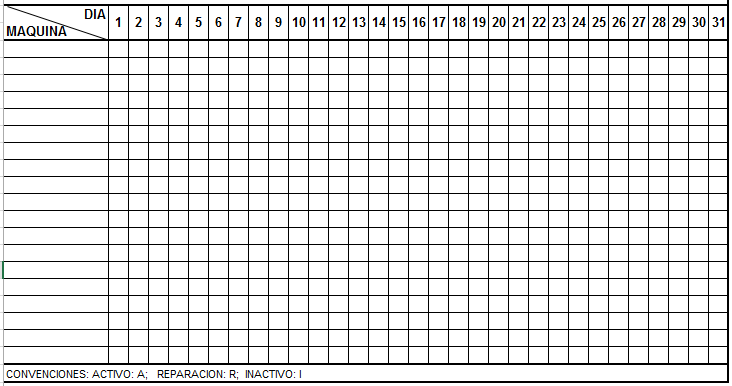 DIA
MAQUINA
1 2 3 4 5 6 7 8 9 10 11 12 13 14 15 16 17 18 19 20 21 22 23 24 25 26 27 28 29 30 31
CONVENCIONES: ACTIVO: A; REPARACION: R; INACTIVO: I